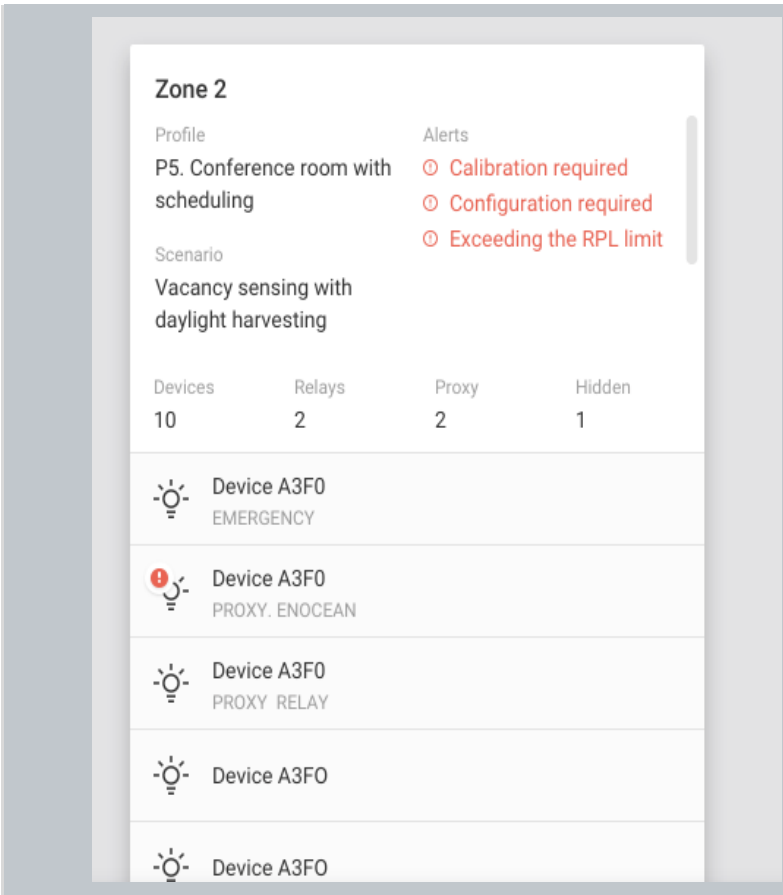 Zone 2
Profile
P5. Conference room with
scheduling
Scenario
Vacancy sensing with
daylight harvesting
Alerts
Calibration required
Configuration required
Exceeding the RPL limit
Devices Relays Proxy Hidden
10 2 2 1
Device A3F0
EMERGENCY
Device A3F0
PROXY. ENOCEAN
Device A3F0
PROXY RELAY
Device A3FO
Device A3FO